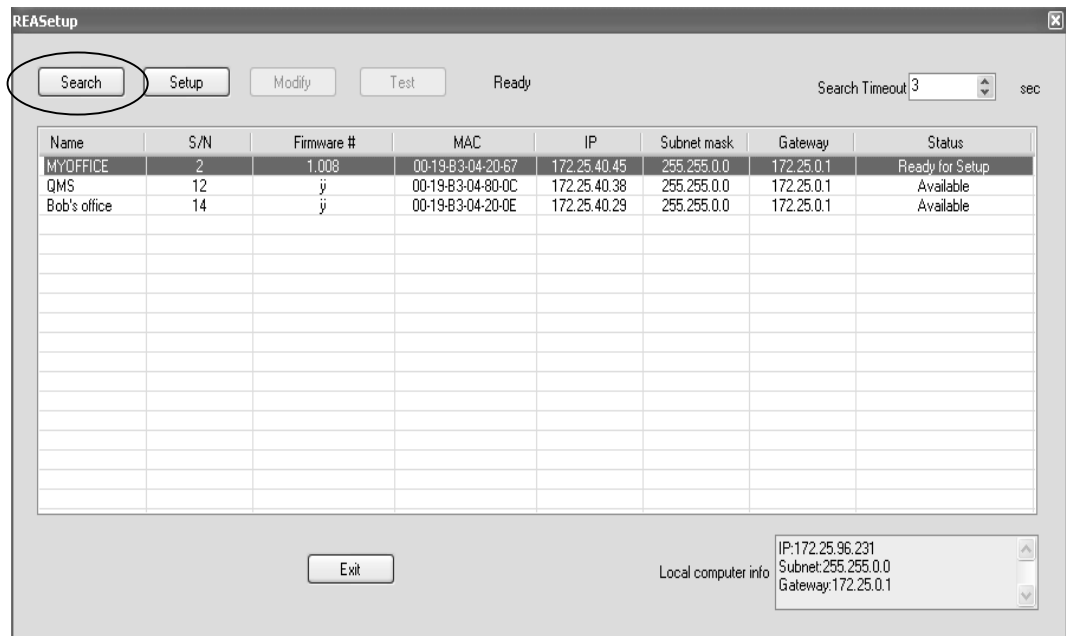 REASetup
Search Setup Modify Test Ready Search Timeout 3 sec
Name S/N Firmware # MAC IP Subnet mask Gateway Status
MYOFFICE 2 1.008 00-19-B3-04-20-67 172.25.40.45 255.255.0.0 172.25.0.1 Ready for Setup
QMS 12 ÿ 00-19-B3-04-80-0C 172.25.40.38 255.255.0.0 172.25.0.1 Available
Bob's office 14 ÿ 00-19-B3-04-20-0E 172.25.40.29 255.255.0.0 172.25.0.1 Available
Exit
Local computer info
IP:172.25.96.231
Subnet:255.255.0.0
Gateway:172.25.0.1